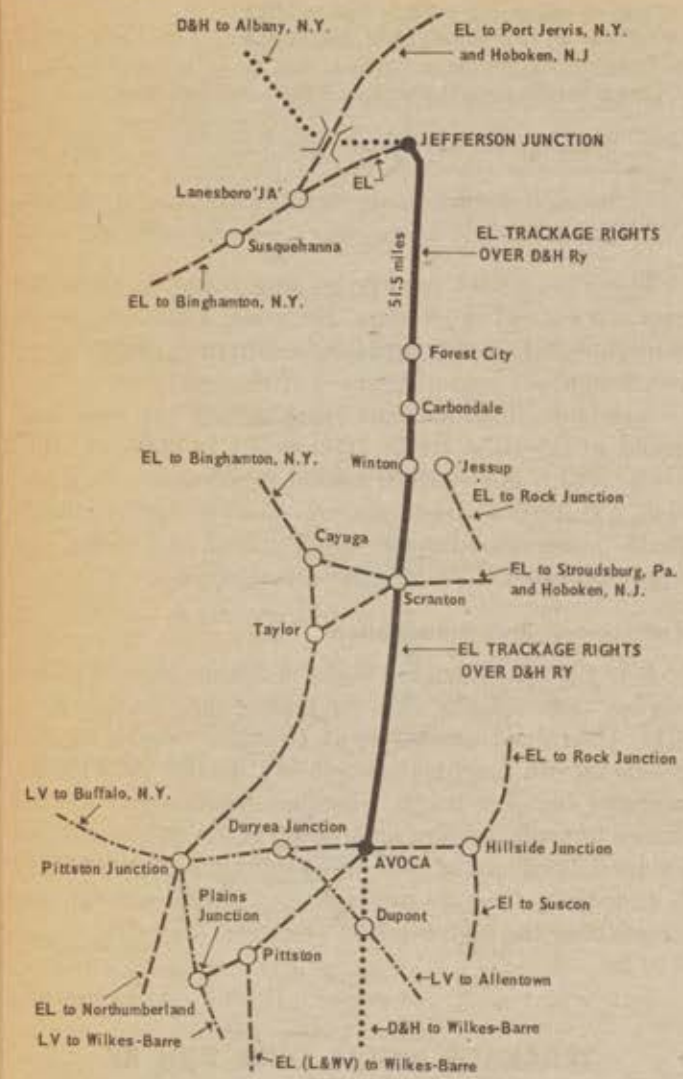 D&H to Albany, N.Y.
EL to Port Jervis, N.Y.
and Hoboken, N.J
JEFFERSON JUNCTION
EL
Lanesboro 'JA'
Susquehanna
EL to Binghamton, N.Y.
51.5 miles
EL TRACKAGE RIGHTS
OVER D&H Ry
Forest City
Carbondale
EL to Binghamton, N.Y.
Winton
Jessup
EL to Rock Junction
Cayuga
EL to Stroudsburg, Pa.
and Hoboken, N.J.
Scranton
Taylor
EL TRACKAGE RIGHTS
OVER D&H RY
EL to Rock Junction
LV to Buffalo, N.Y.
Duryea Junction
Pittston Junction
AVOCA
Hillside Junction
Plains
Junction
Dupont
El to Suscon
Pittston
LV to Allentown
EL to Northumberland
LV to Wilkes-Barre
D&H to Wilkes-Barre
EL (L&WV) to Wilkes-Barre